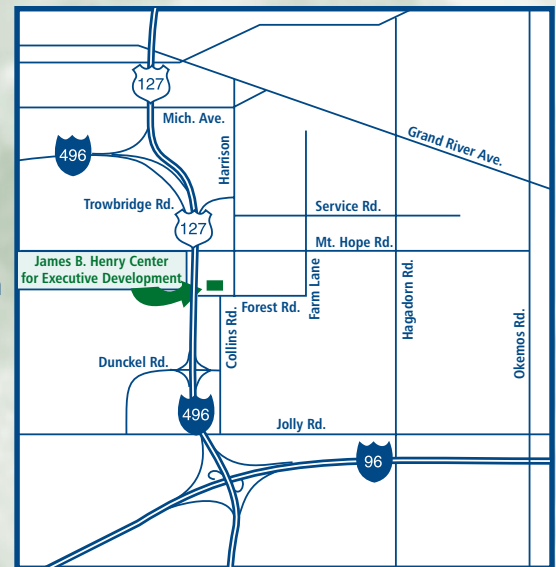 127
Mich. Ave.
Grand River Ave.
496
Harrison
Trowbridge Rd.
Service Rd.
127
Mt. Hope Rd.
James B. Henry Center
for Executive Development
Farm Lane
Hagadorn Rd.
Forest Rd.
Collins Rd.
Okemos Rd.
Dunckel Rd.
496
Jolly Rd.
96